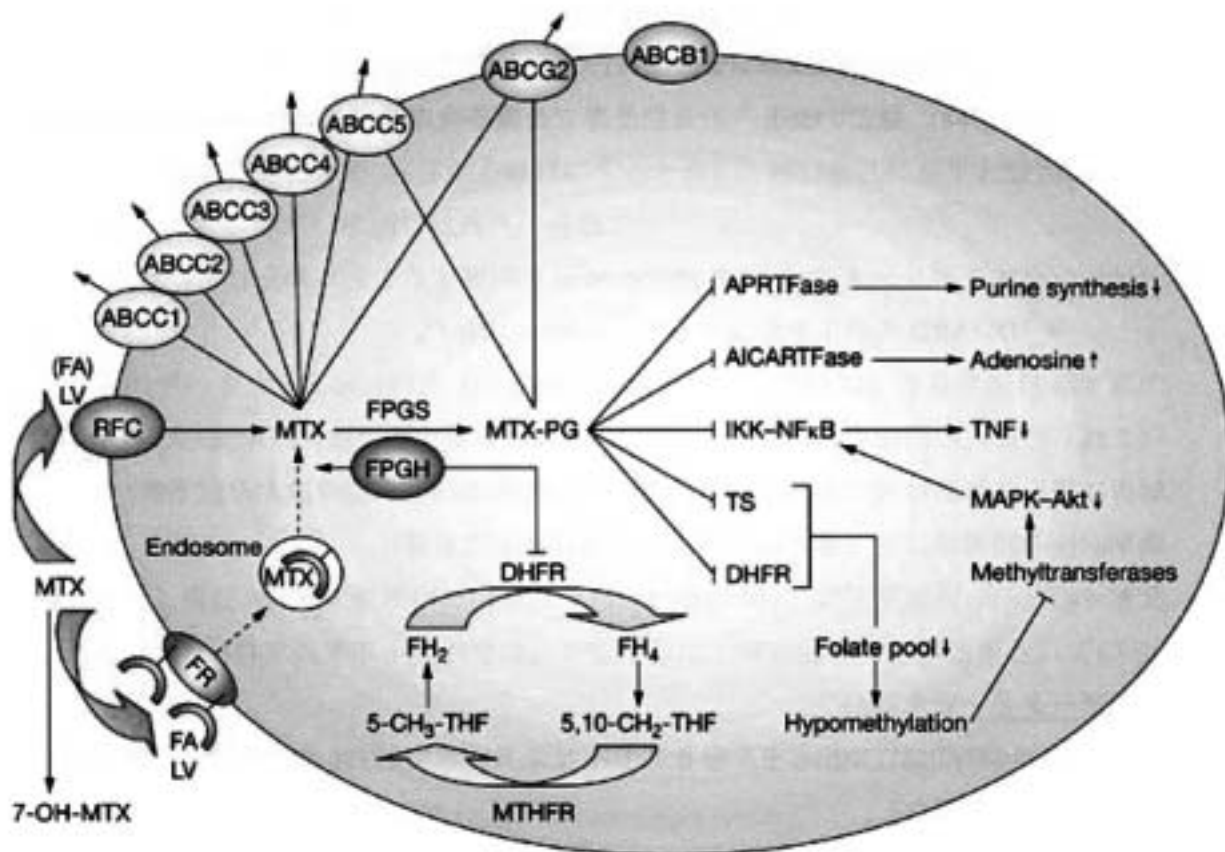 ABCG2
ABCB1
ABCC5
ABCC4
ABCC3
ABCC2
ABCC1
APRTFase
Purine synthesis↓
AICARTFase
Adenosine↑
(FA)
LV
RFC
MTX
FPGS
MTX-PG
IKK–NFκB
TNF↓
FPGH
TS
MAPK–Akt↓
Endosome
MTX
DHFR
DHFR
Methyltransferases
MTX
FR
FH₂
FH₄
Folate pool↓
5-CH₃-THF
5,10-CH₂-THF
Hypomethylation
FA
LV
7-OH-MTX
MTHFR